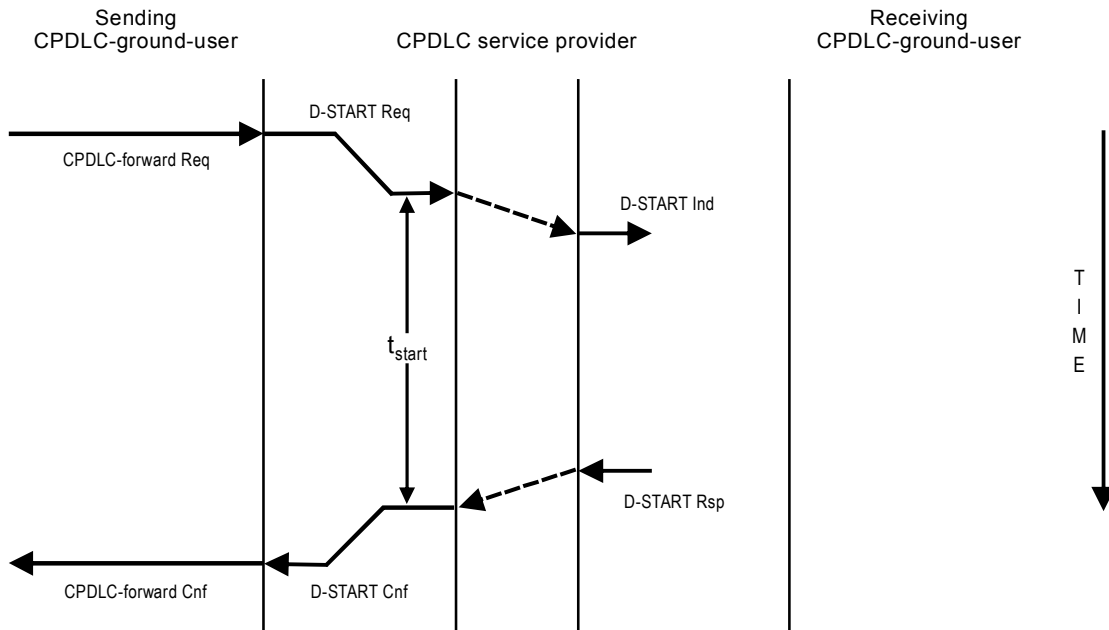 Sending
CPDLC-ground-user
CPDLC service provider
Receiving
CPDLC-ground-user
D-START Req
CPDLC-forward Req
D-START Ind
T
I
M
E
tstart
D-START Rsp
CPDLC-forward Cnf
D-START Cnf